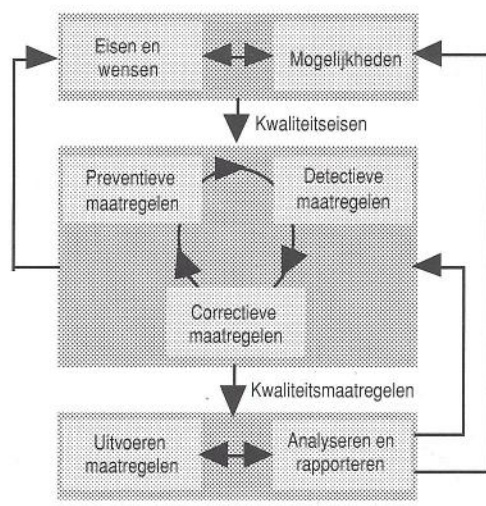 Eisen en
wensen
Mogelijkheden
Kwaliteitseisen
Preventieve
maatregelen
Detectieve
maatregelen
Correctieve
maatregelen
Kwaliteitsmaatregelen
Uitvoeren
maatregelen
Analyseren en
rapporteren